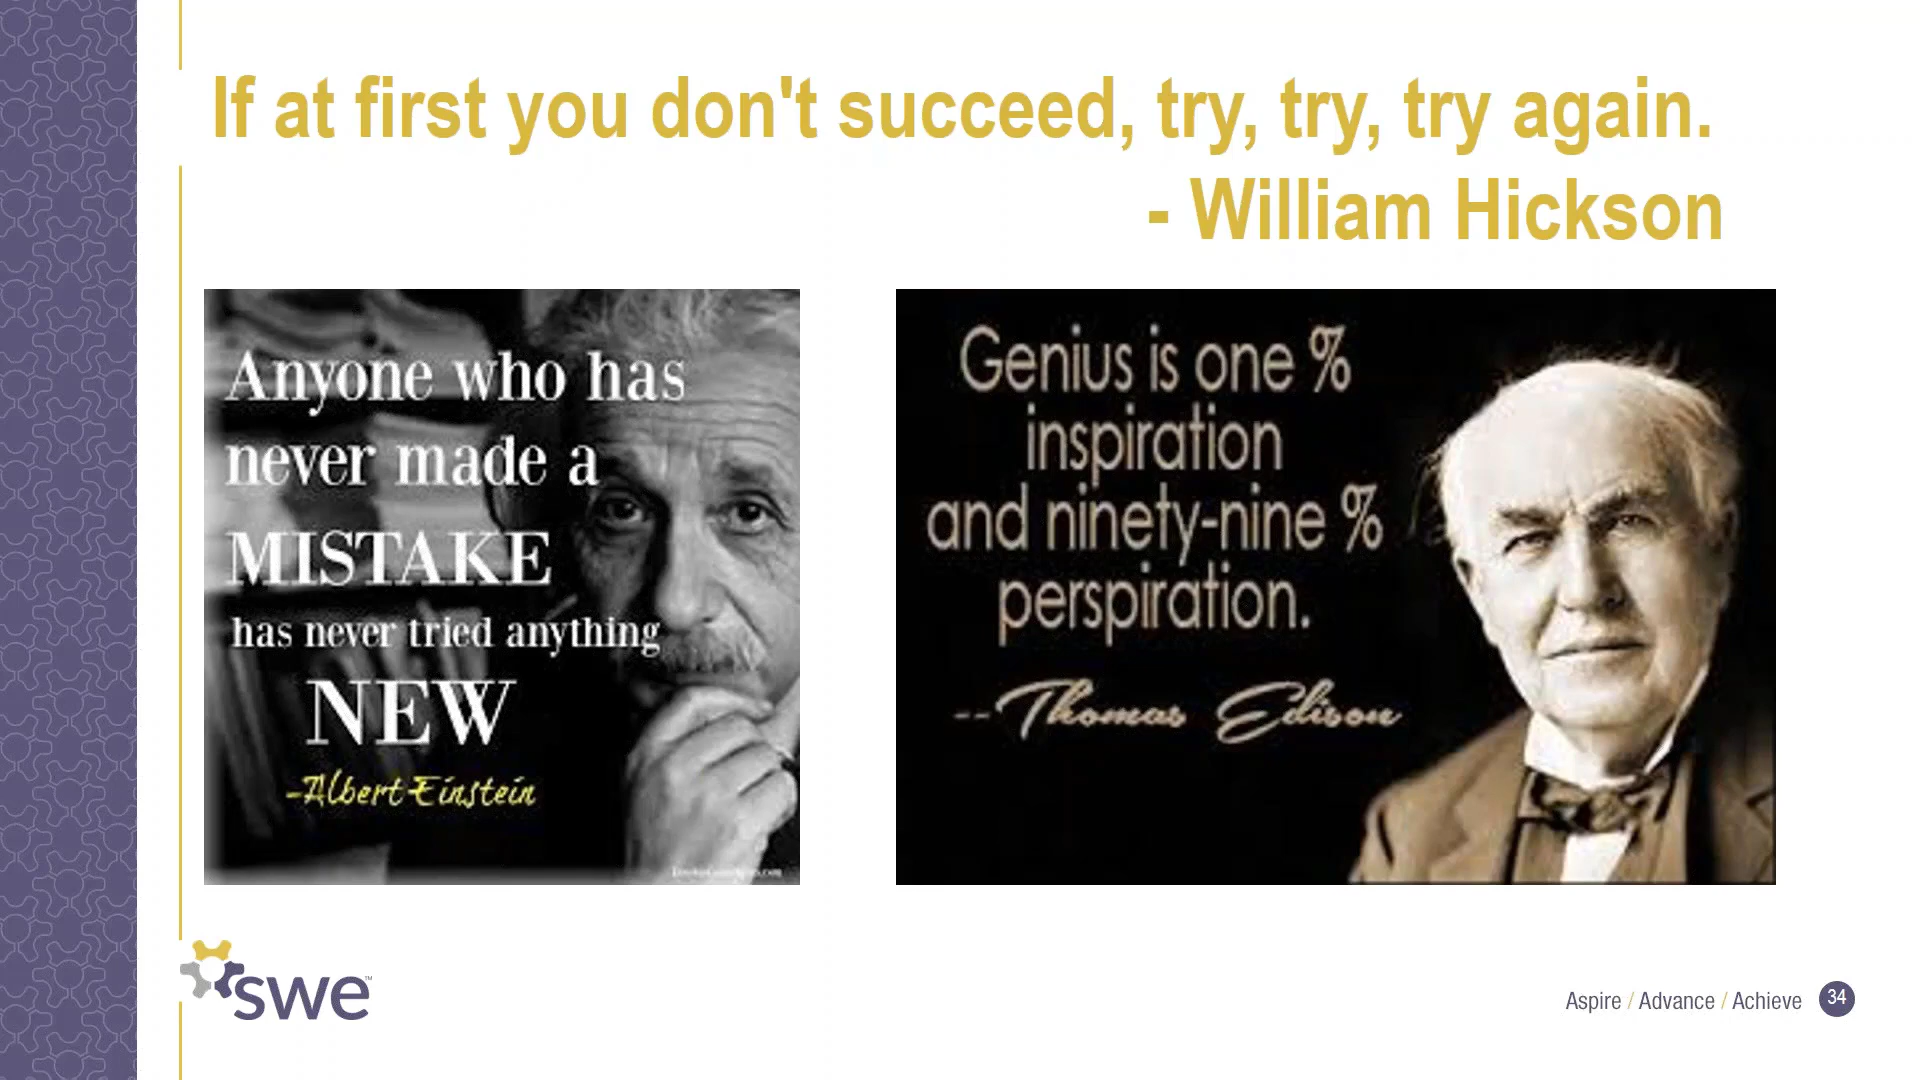 If at first you don't succeed, try, try, try again.
- William Hickson
Anyone who has
never made a
MISTAKE
has never tried anything
NEW
-Albert Einstein
Genius is one %
inspiration
and ninety-nine %
perspiration.
--Thomas Edison
swe™
Aspire / Advance / Achieve 34